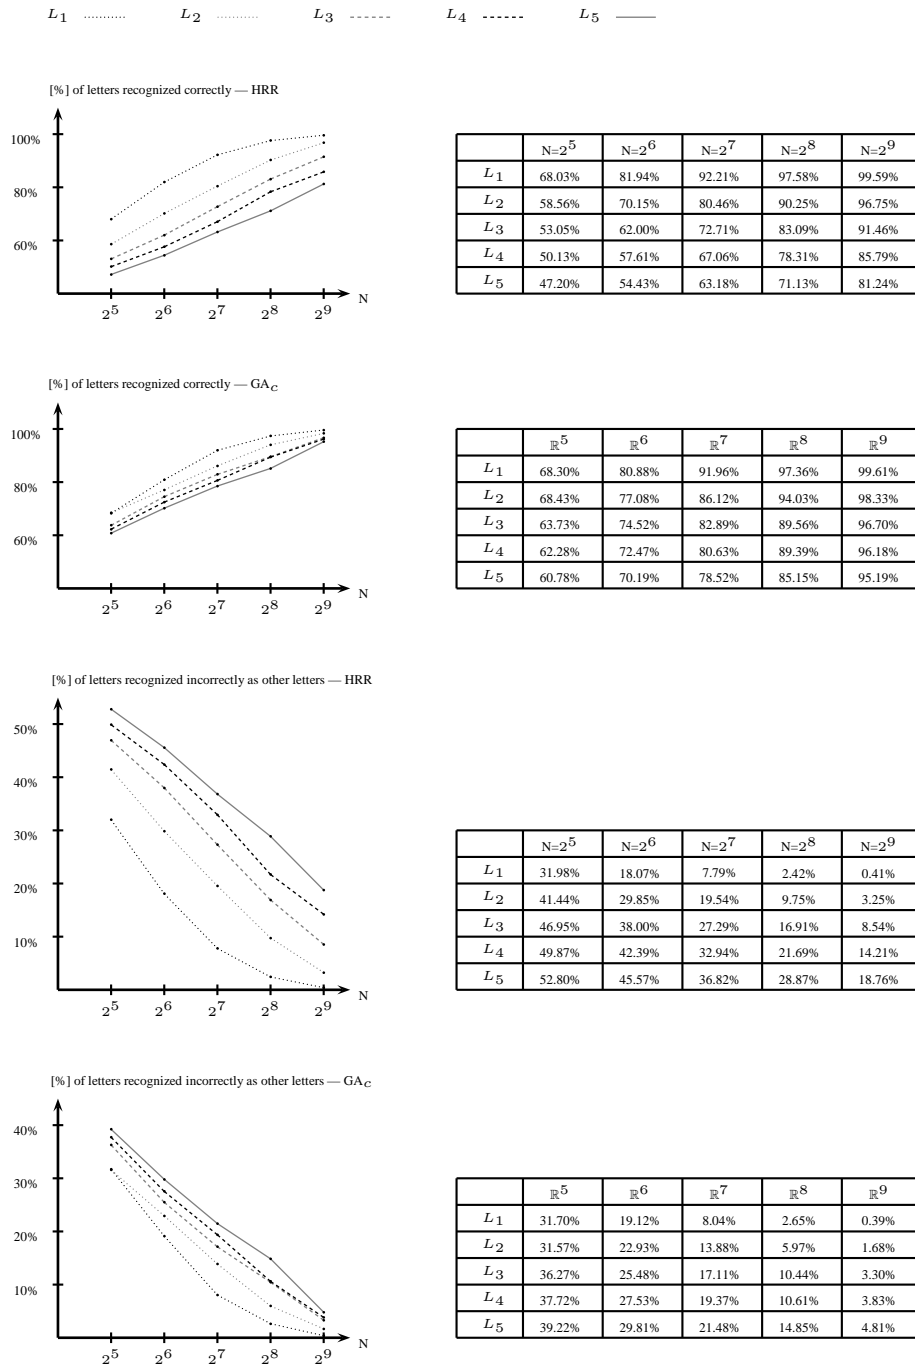 L1 L2 L3 L4 L5
[%] of letters recognized correctly — HRR
100%
80%
60%
N
2^5 2^6 2^7 2^8 2^9
N=2^5 N=2^6 N=2^7 N=2^8 N=2^9
L1 68.03% 81.94% 92.21% 97.58% 99.59%
L2 58.56% 70.15% 80.46% 90.25% 96.75%
L3 53.05% 62.00% 72.71% 83.09% 91.46%
L4 50.13% 57.61% 67.06% 78.31% 85.79%
L5 47.20% 54.43% 63.18% 71.13% 81.24%
[%] of letters recognized correctly — GAc
100%
80%
60%
N
2^5 2^6 2^7 2^8 2^9
ℝ^5 ℝ^6 ℝ^7 ℝ^8 ℝ^9
L1 68.30% 80.88% 91.96% 97.36% 99.61%
L2 68.43% 77.08% 86.12% 94.03% 98.33%
L3 63.73% 74.52% 82.89% 89.56% 96.70%
L4 62.28% 72.47% 80.63% 89.39% 96.18%
L5 60.78% 70.19% 78.52% 85.15% 95.19%
[%] of letters recognized incorrectly as other letters — HRR
50%
40%
30%
20%
10%
N
2^5 2^6 2^7 2^8 2^9
N=2^5 N=2^6 N=2^7 N=2^8 N=2^9
L1 31.98% 18.07% 7.79% 2.42% 0.41%
L2 41.44% 29.85% 19.54% 9.75% 3.25%
L3 46.95% 38.00% 27.29% 16.91% 8.54%
L4 49.87% 42.39% 32.94% 21.69% 14.21%
L5 52.80% 45.57% 36.82% 28.87% 18.76%
[%] of letters recognized incorrectly as other letters — GAc
40%
30%
20%
10%
N
2^5 2^6 2^7 2^8 2^9
ℝ^5 ℝ^6 ℝ^7 ℝ^8 ℝ^9
L1 31.70% 19.12% 8.04% 2.65% 0.39%
L2 31.57% 22.93% 13.88% 5.97% 1.68%
L3 36.27% 25.48% 17.11% 10.44% 3.30%
L4 37.72% 27.53% 19.37% 10.61% 3.83%
L5 39.22% 29.81% 21.48% 14.85% 4.81%